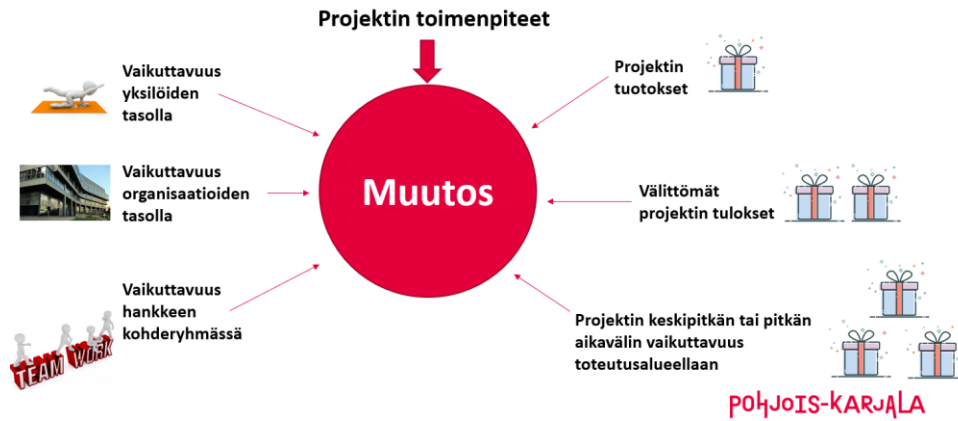 Projektin toimenpiteet
Vaikuttavuus
yksilöiden
tasolla
Vaikuttavuus
organisaatioiden
tasolla
Vaikuttavuus
hankkeen
kohderyhmässä
TEAM WORK
Muutos
Projektin
tuotokset
Välittömät
projektin tulokset
Projektin keskipitkän tai pitkän
aikavälin vaikuttavuus
toteutusalueellaan
POHJOIS-KARJALA